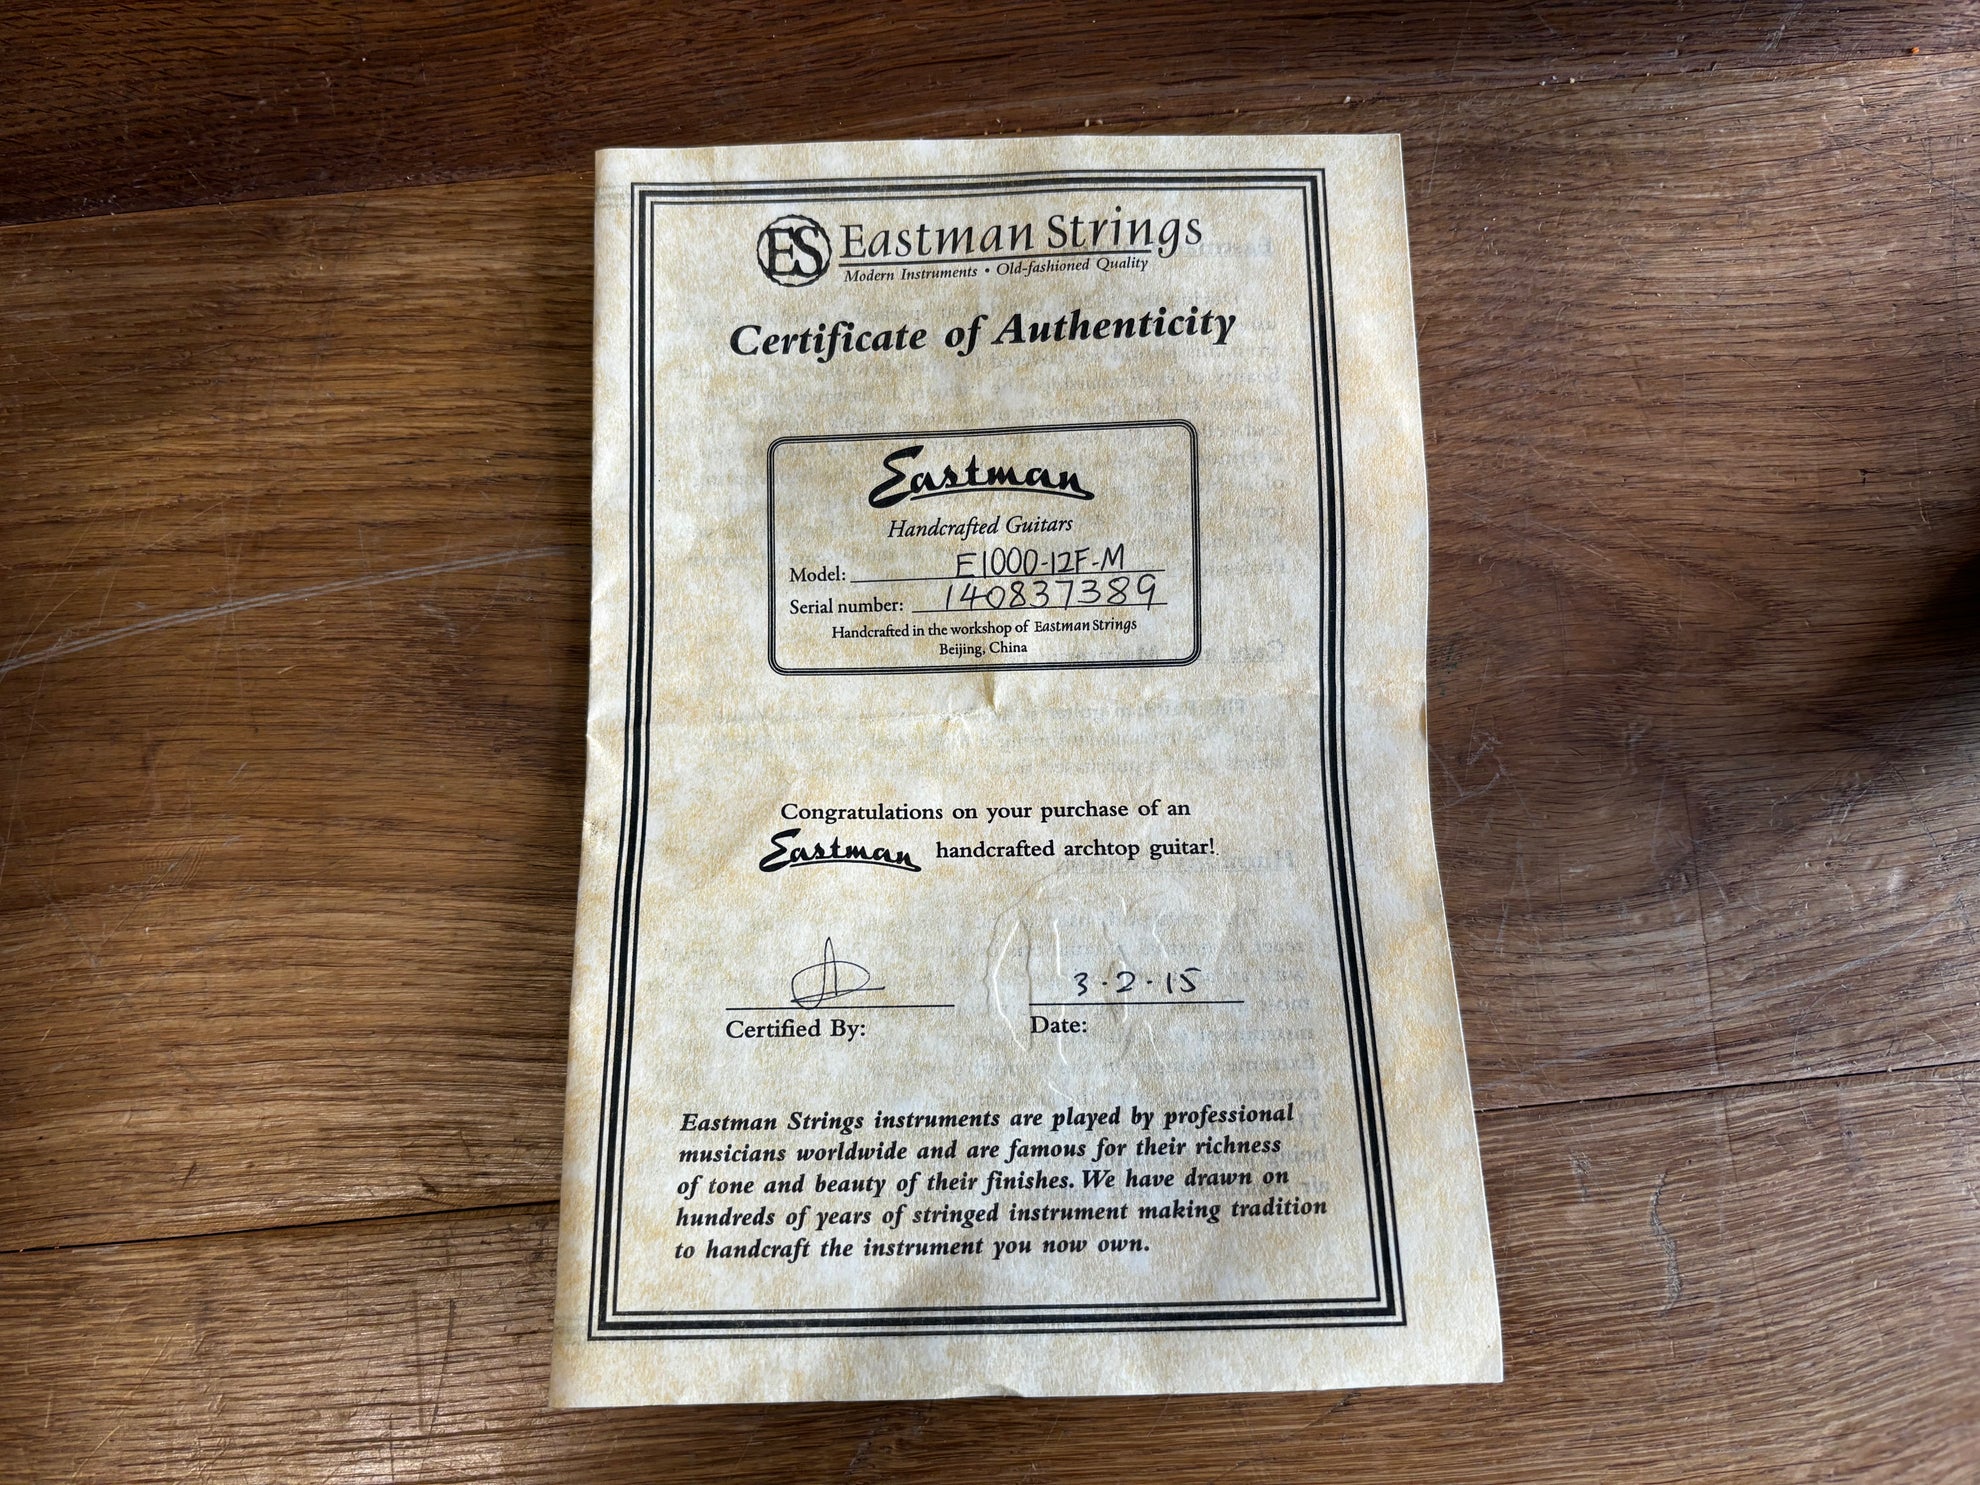 ES Eastman Strings
Modern Instruments • Old-fashioned Quality
Certificate of Authenticity
Eastman
Handcrafted Guitars
Model: E1000-12F-M
Serial number: 140837389
Handcrafted in the workshop of Eastman Strings
Beijing, China
Congratulations on your purchase of an
Eastman handcrafted archtop guitar!
3·2·15
Certified By: Date:
Eastman Strings instruments are played by professional
musicians worldwide and are famous for their richness
of tone and beauty of their finishes. We have drawn on
hundreds of years of stringed instrument making tradition
to handcraft the instrument you now own.